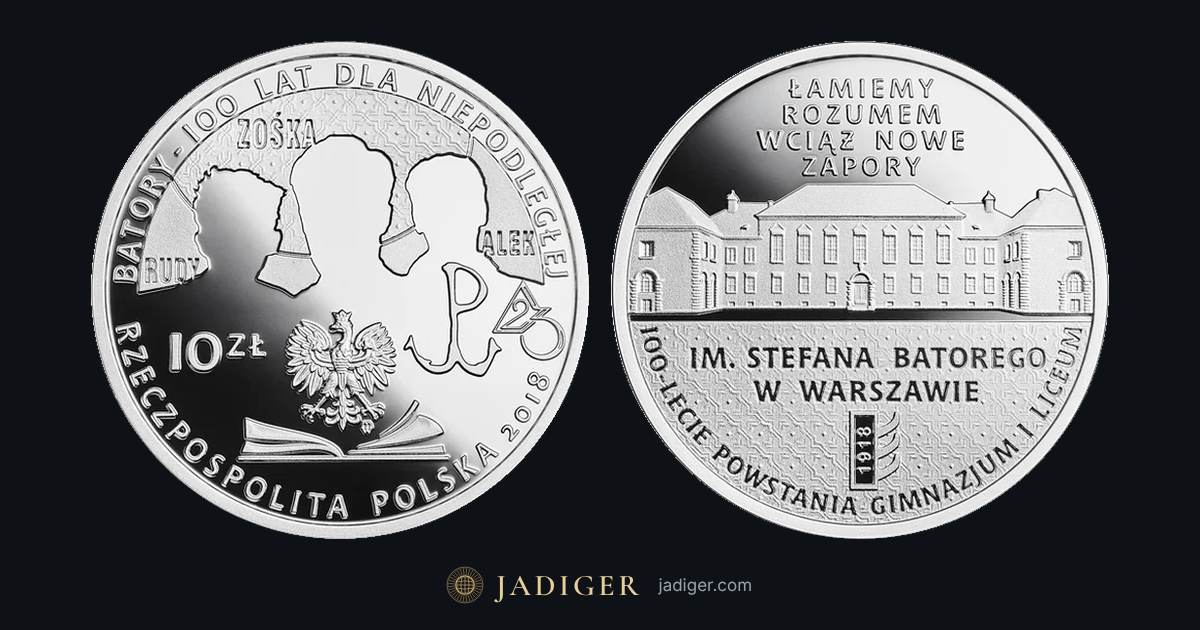 BATORY - 100 LAT DLA NIEPODLEGŁEJ
ZOŚKA
RUDY
ALEK
10 ZŁ
23
RZECZPOSPOLITA POLSKA 2018
ŁAMIEMY
ROZUMEM
WCIĄŻ NOWE
ZAPORY
100-LECIE POWSTANIA GIMNAZJUM I LICEUM
IM. STEFANA BATOREGO
W WARSZAWIE
1918
JADIGER
jadiger.com